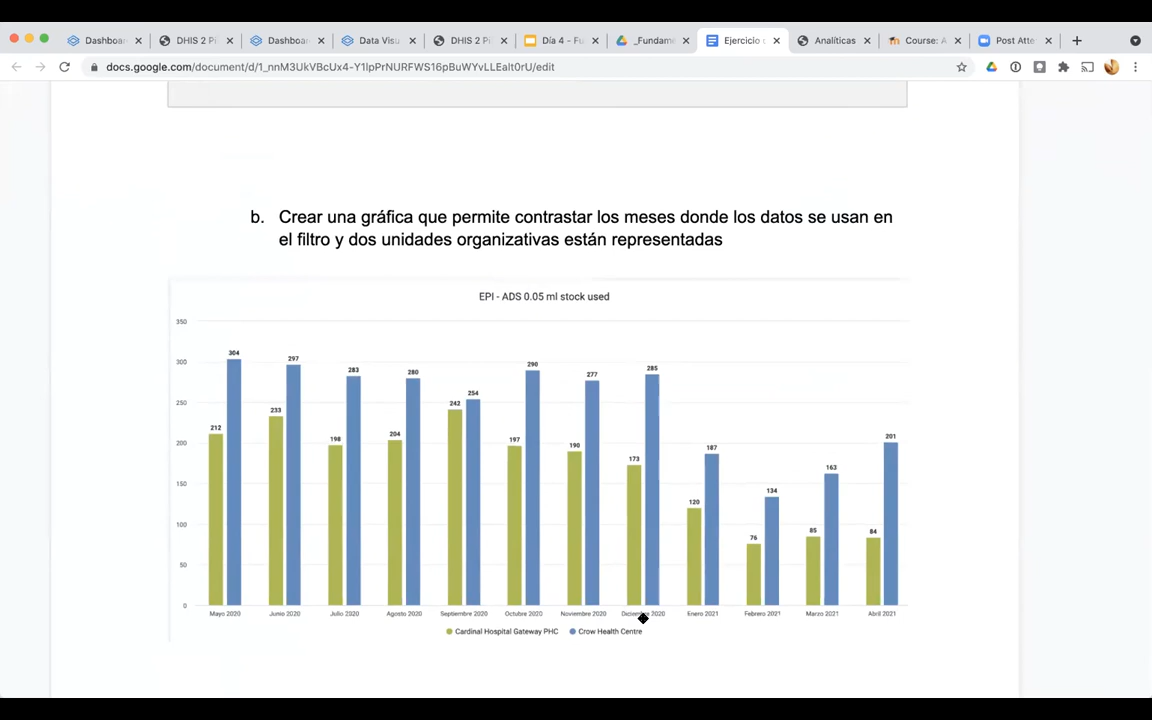 Dashboar
DHIS 2 Pi
Dashboar
Data Visu
DHIS 2 Pi
Día 4 - Fu
_Fundam
Ejercicio
Analíticas
Course: A
Post Atte
docs.google.com/document/d/1_nnM3UkVBcUx4-Y1IpPrNURFWS16pBuWYvLLEalt0rU/edit
b. Crear una gráfica que permite contrastar los meses donde los datos se usan en
el filtro y dos unidades organizativas están representadas
EPI - ADS 0.05 ml stock used
350
300
250
200
150
100
50
0
212 304
233 297
198 283
204 280
242 254
197 290
190 277
173 285
120 187
76 134
85 163
84 201
Mayo 2020 Junio 2020 Julio 2020 Agosto 2020 Septiembre 2020 Octubre 2020 Noviembre 2020 Diciembre 2020 Enero 2021 Febrero 2021 Marzo 2021 Abril 2021
Cardinal Hospital Gateway PHC Crow Health Centre